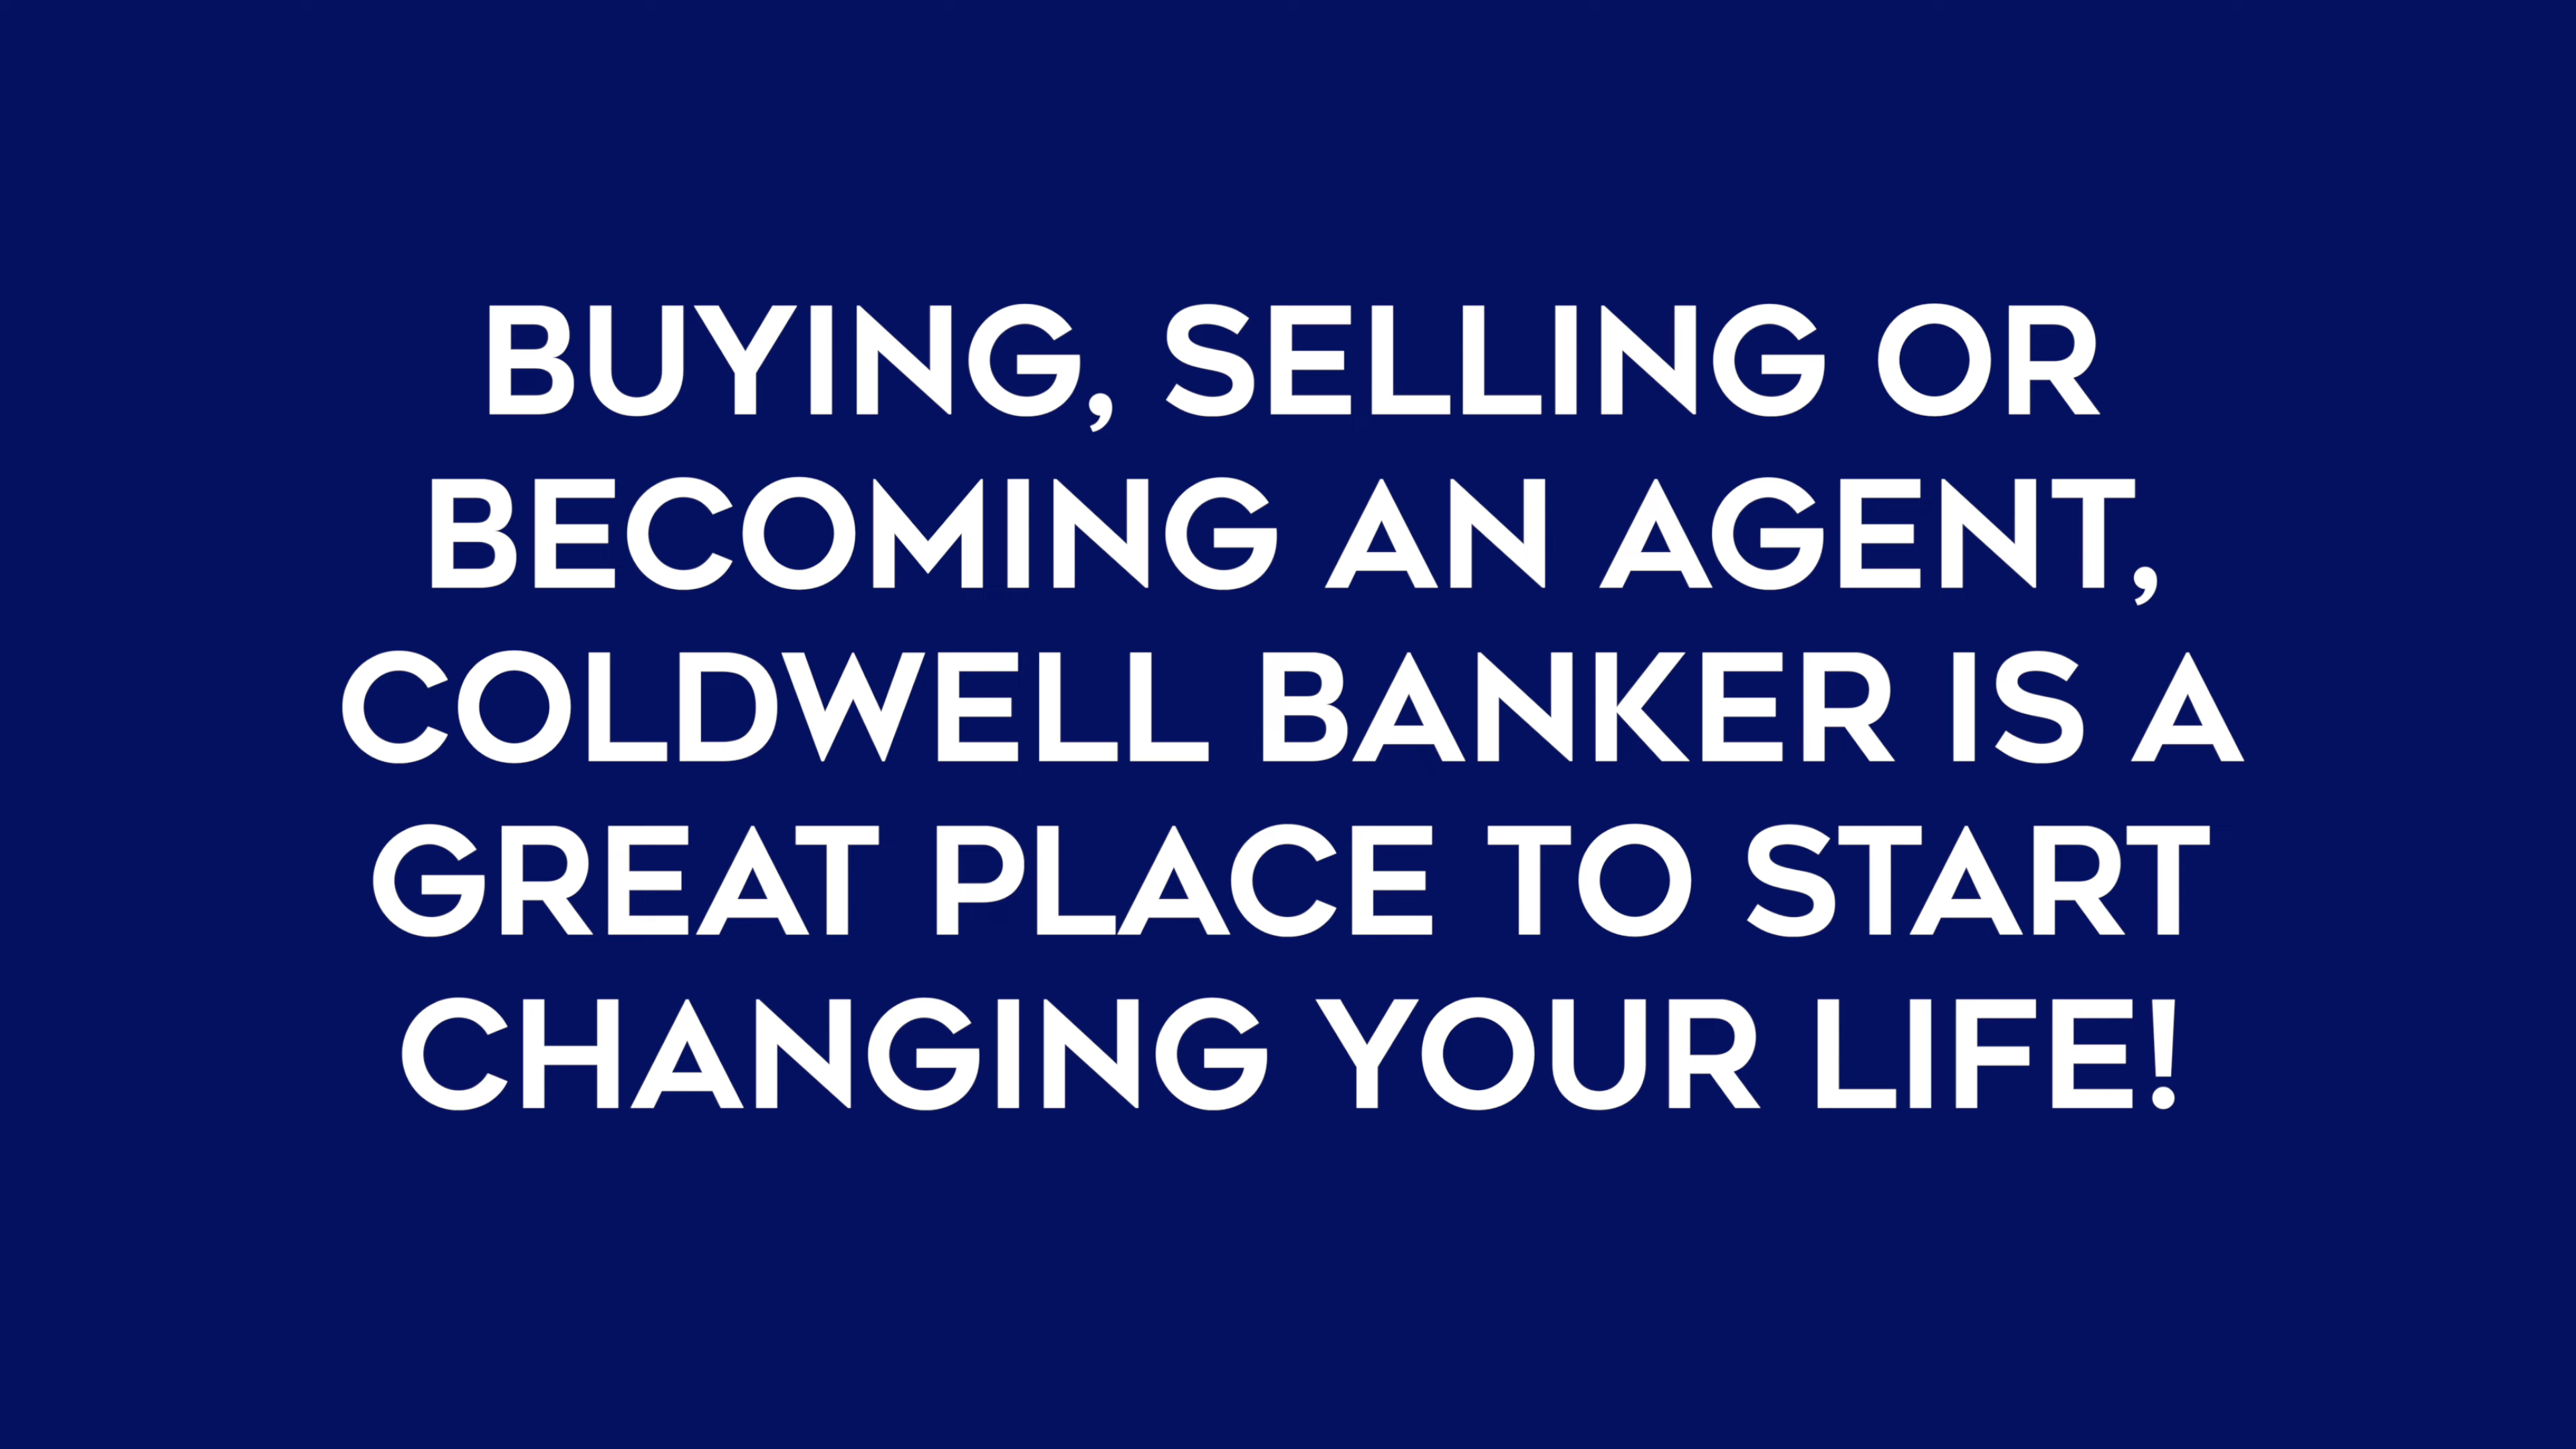 BUYING, SELLING OR
BECOMING AN AGENT,
COLDWELL BANKER IS A
GREAT PLACE TO START
CHANGING YOUR LIFE!